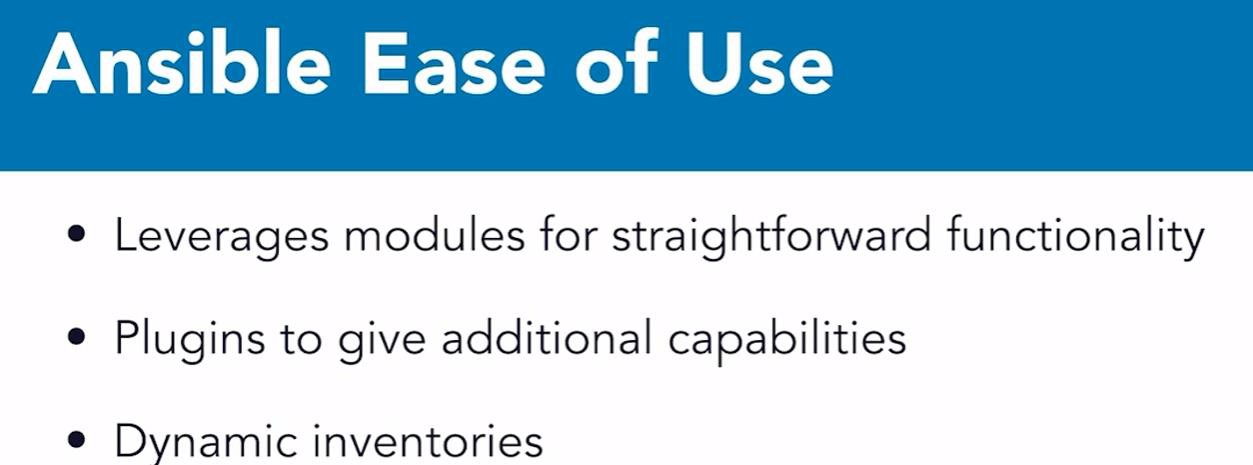 Ansible Ease of Use
• Leverages modules for straightforward functionality
• Plugins to give additional capabilities
• Dynamic inventories